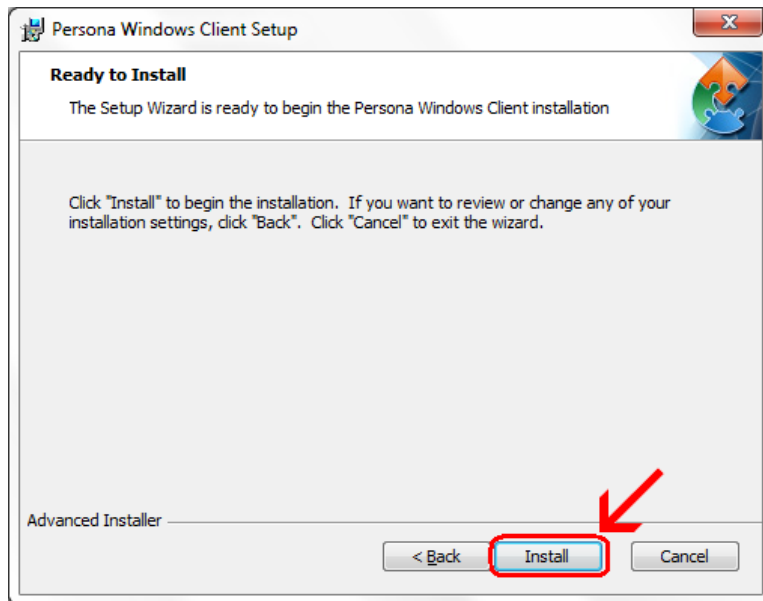 Persona Windows Client Setup
Ready to Install
The Setup Wizard is ready to begin the Persona Windows Client installation
Click "Install" to begin the installation.  If you want to review or change any of your
installation settings, click "Back".  Click "Cancel" to exit the wizard.
Advanced Installer
< Back
Install
Cancel